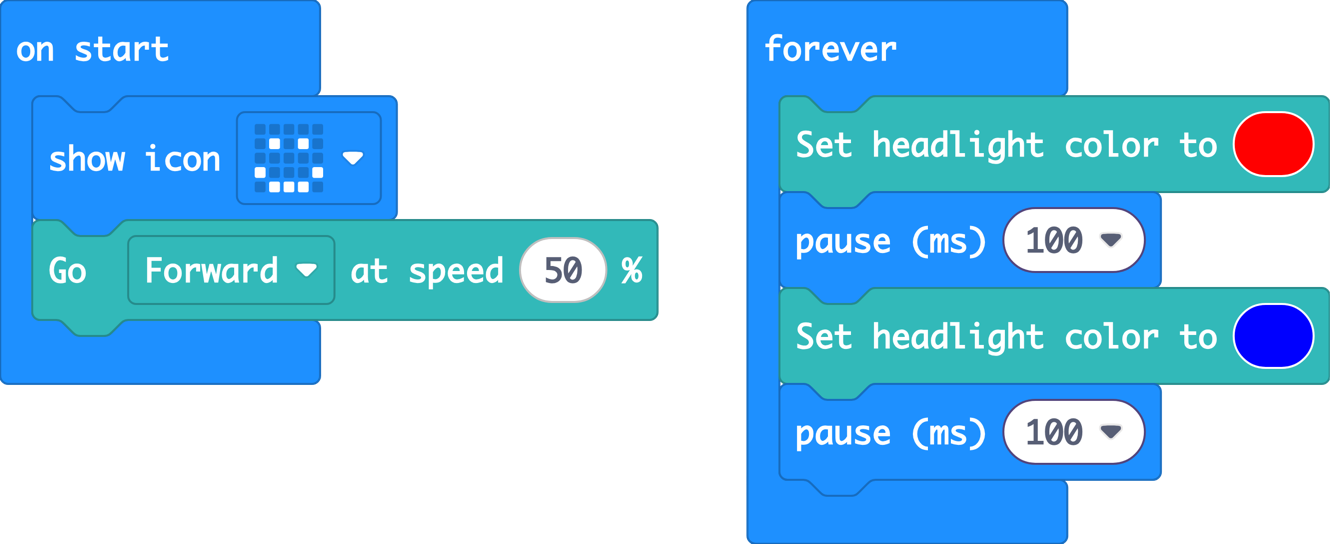 on start
show icon
Go Forward at speed 50 %
forever
Set headlight color to
pause (ms) 100
Set headlight color to
pause (ms) 100